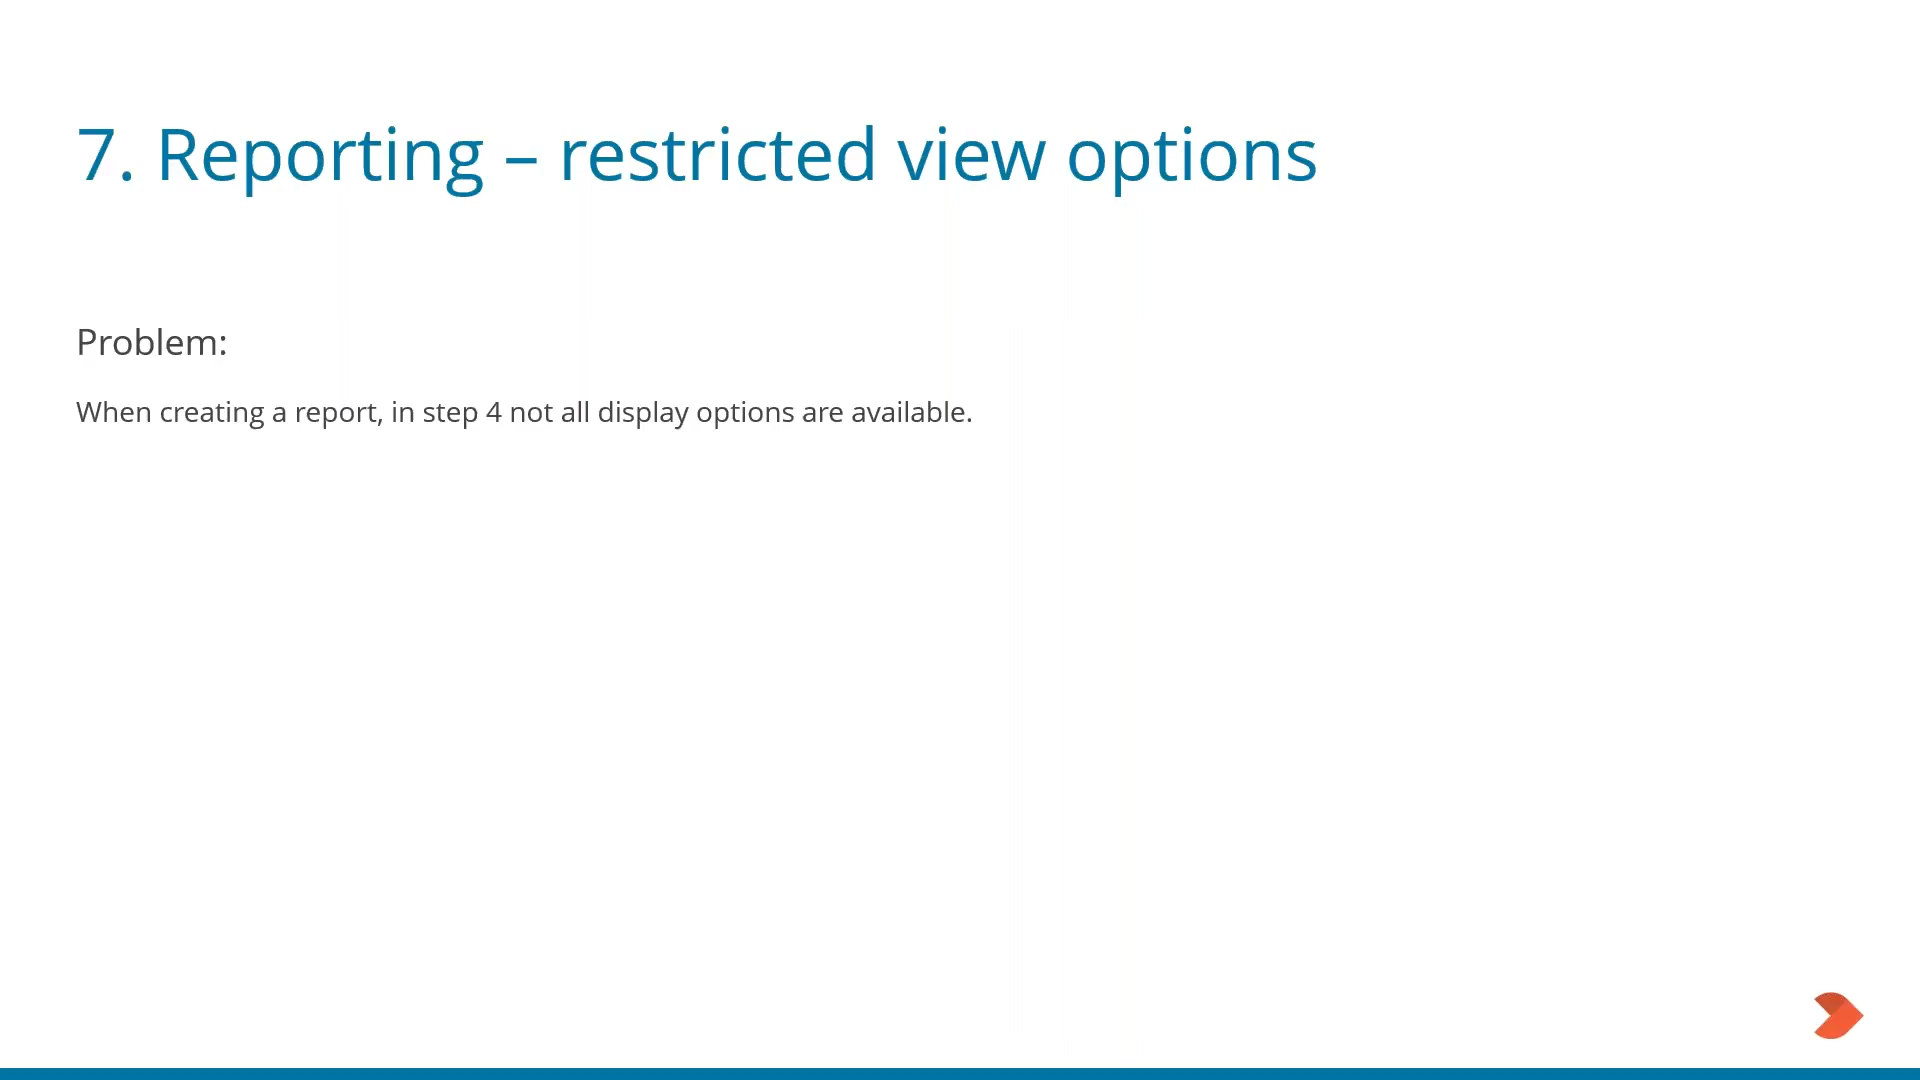 7. Reporting – restricted view options
Problem:
When creating a report, in step 4 not all display options are available.